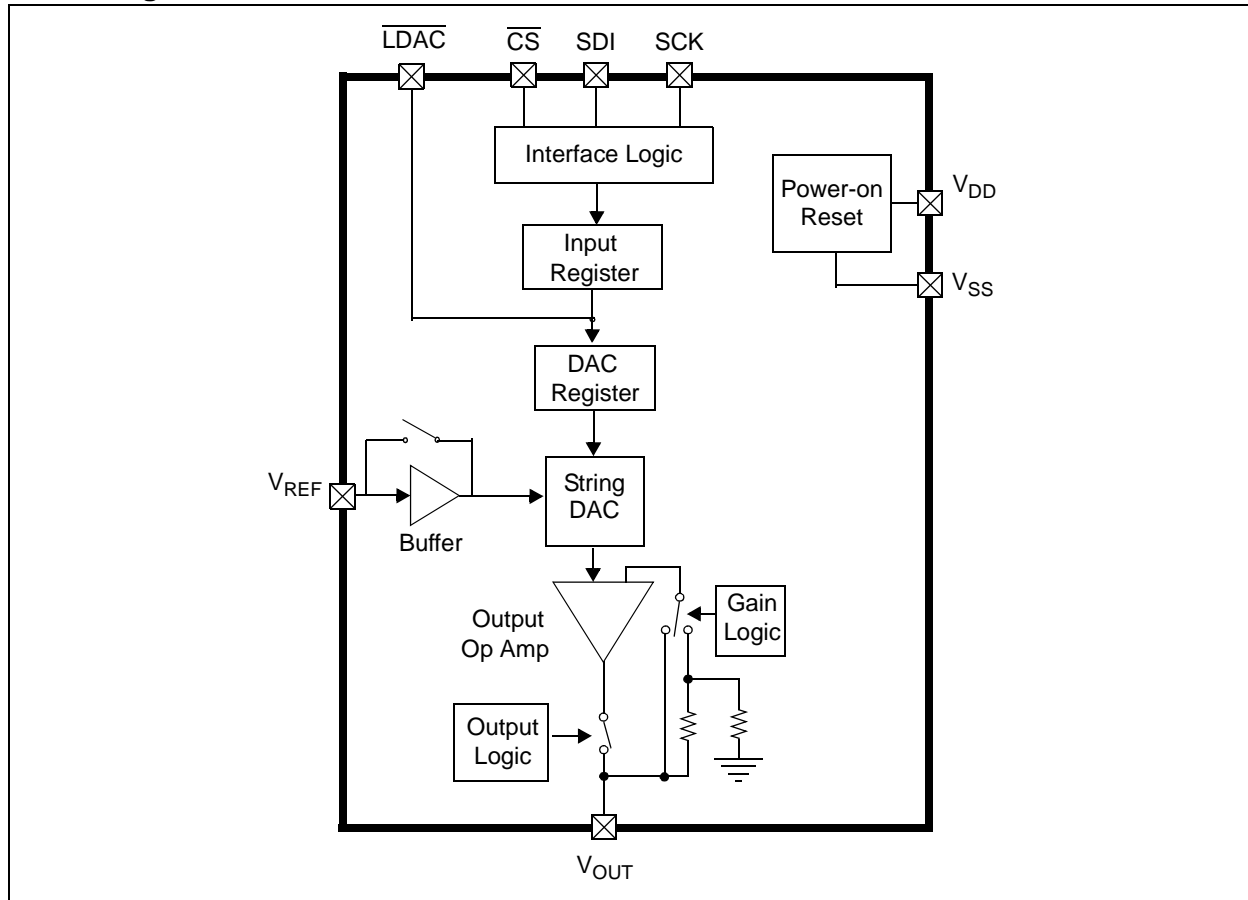 LDAC
CS
SDI
SCK
Interface Logic
Power-on
Reset
VDD
Input
Register
VSS
DAC
Register
VREF
String
DAC
Buffer
Output
Op Amp
Gain
Logic
Output
Logic
VOUT